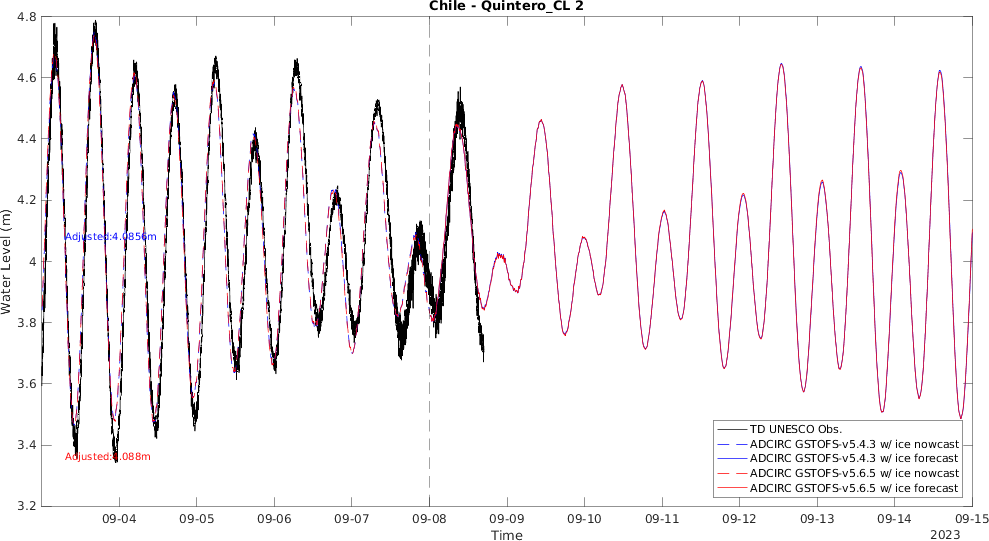 Chile - Quintero_CL 2
4.8
4.6
4.4
4.2
4
3.8
3.6
3.4
3.2
Water Level (m)
Adjusted:4.0856m
Adjusted:4.088m
TD UNESCO Obs.
ADCIRC GSTOFS-v5.4.3 w/ ice nowcast
ADCIRC GSTOFS-v5.4.3 w/ ice forecast
ADCIRC GSTOFS-v5.6.5 w/ ice nowcast
ADCIRC GSTOFS-v5.6.5 w/ ice forecast
09-04 09-05 09-06 09-07 09-08 09-09 09-10 09-11 09-12 09-13 09-14 09-15
Time
2023